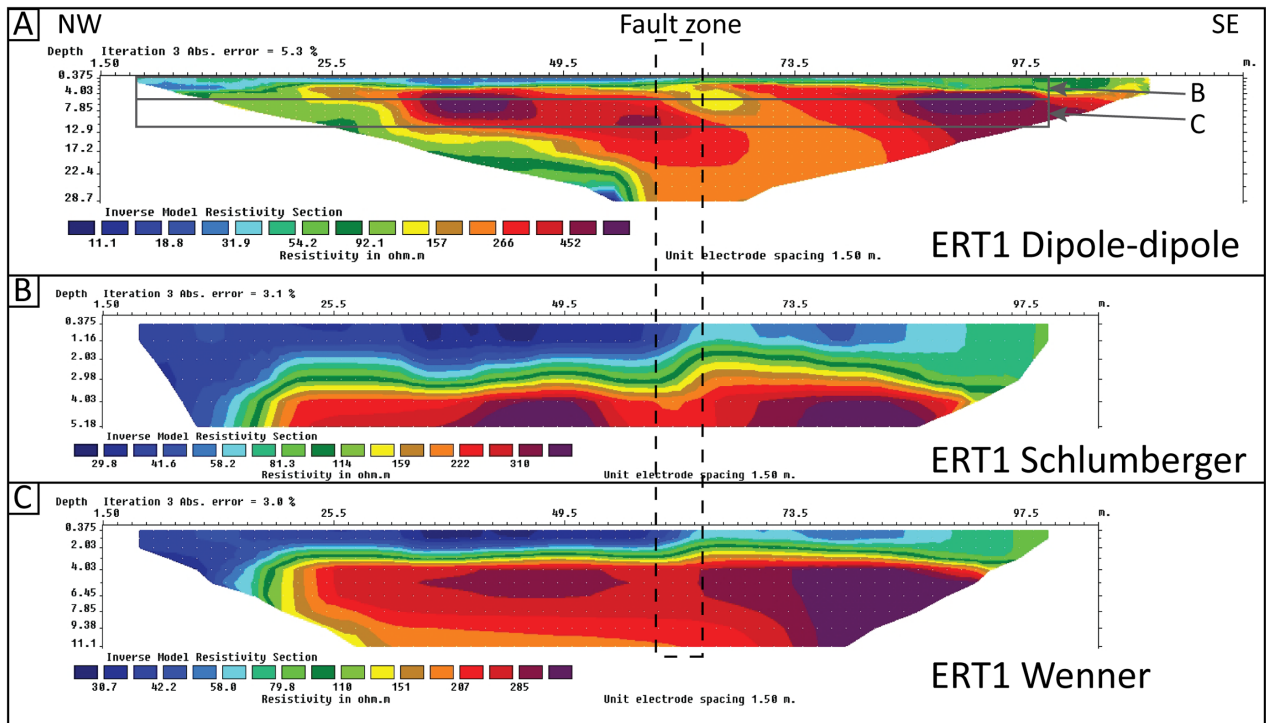 A NW Fault zone SE
Depth Iteration 3 Abs. error = 5.3 %
1.50 25.5 49.5 73.5 97.5 m.
0.375
4.03
7.85
12.9
17.2
22.4
28.7
B
C
Inverse Model Resistivity Section
11.1 18.8 31.9 54.2 92.1 157 266 452
Resistivity in ohm.m
Unit electrode spacing 1.50 m.
ERT1 Dipole-dipole
B
Depth Iteration 3 Abs. error = 3.1 %
1.50 25.5 49.5 73.5 97.5 m.
0.375
1.16
2.03
2.98
4.03
5.18
Inverse Model Resistivity Section
29.8 41.6 58.2 81.3 114 159 222 310
Resistivity in ohm.m
Unit electrode spacing 1.50 m.
ERT1 Schlumberger
C
Depth Iteration 3 Abs. error = 3.0 %
1.50 25.5 49.5 73.5 97.5 m.
0.375
2.03
4.03
6.45
7.85
9.38
11.1
Inverse Model Resistivity Section
30.7 42.2 58.0 79.8 110 151 207 285
Resistivity in ohm.m
Unit electrode spacing 1.50 m.
ERT1 Wenner